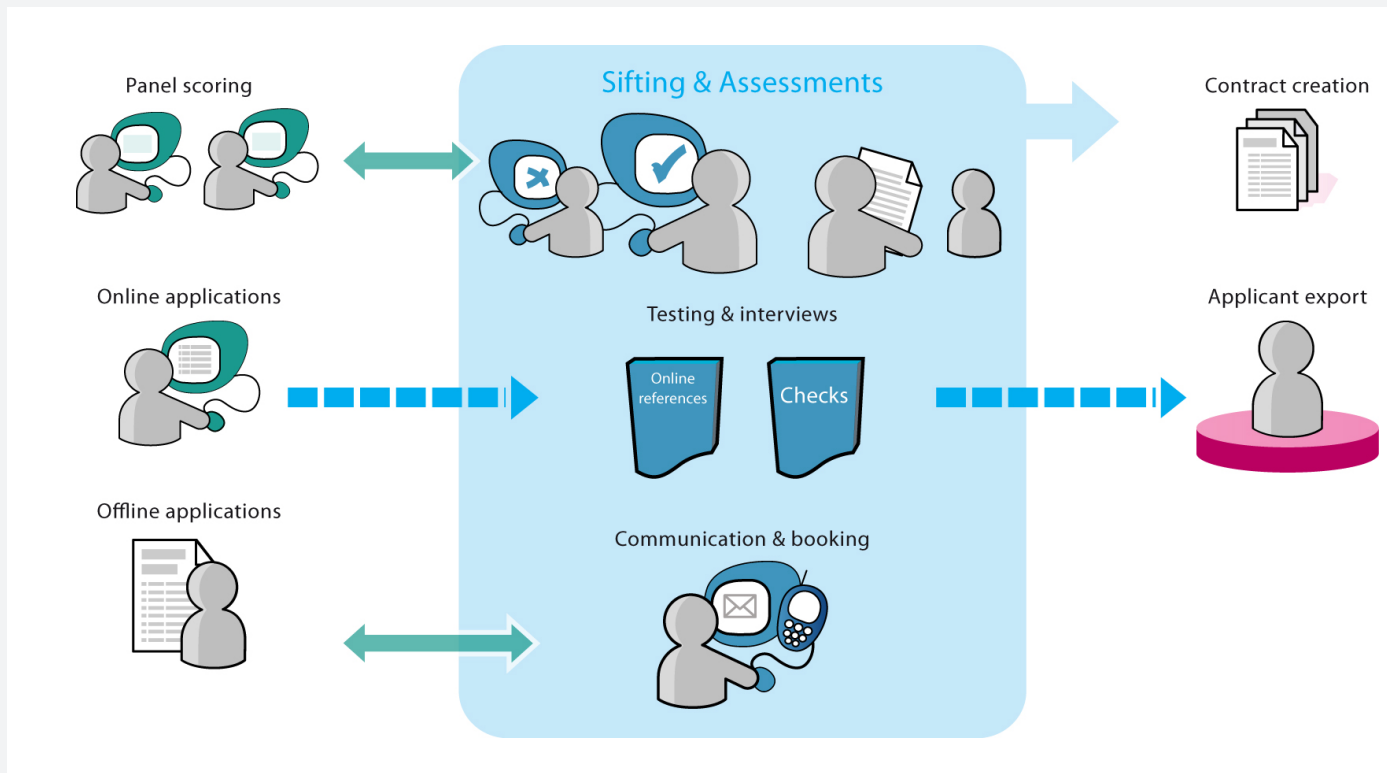 Sifting & Assessments
Panel scoring
Contract creation
Online applications
Applicant export
Testing & interviews
Online
references
Checks
Offline applications
Communication & booking